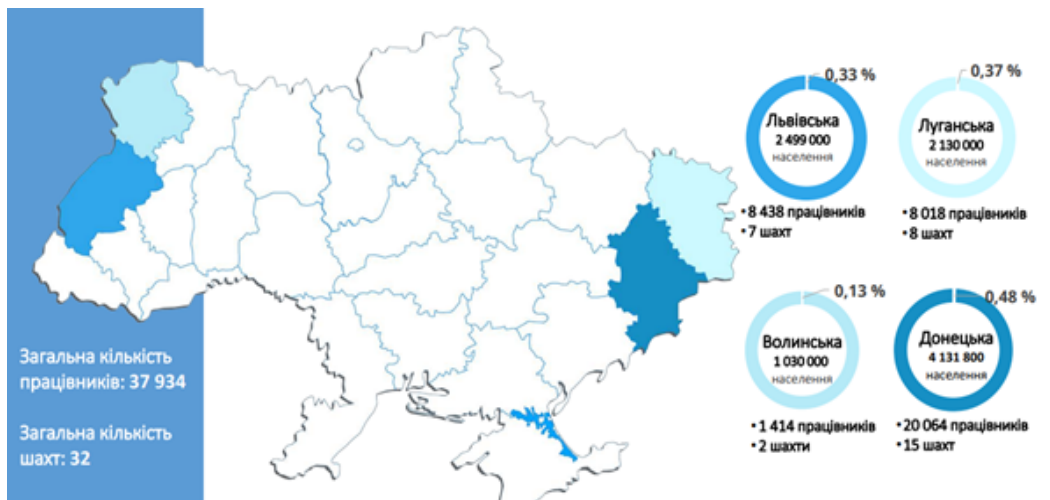 Загальна кількість
працівників: 37 934
Загальна кількість
шахт: 32
0,33 %
Львівська
2 499 000
населення
•8 438 працівників
•7 шахт
0,37 %
Луганська
2 130 000
населення
•8 018 працівників
•8 шахт
0,13 %
Волинська
1 030 000
населення
•1 414 працівників
•2 шахти
0,48 %
Донецька
4 131 800
населення
•20 064 працівників
•15 шахт